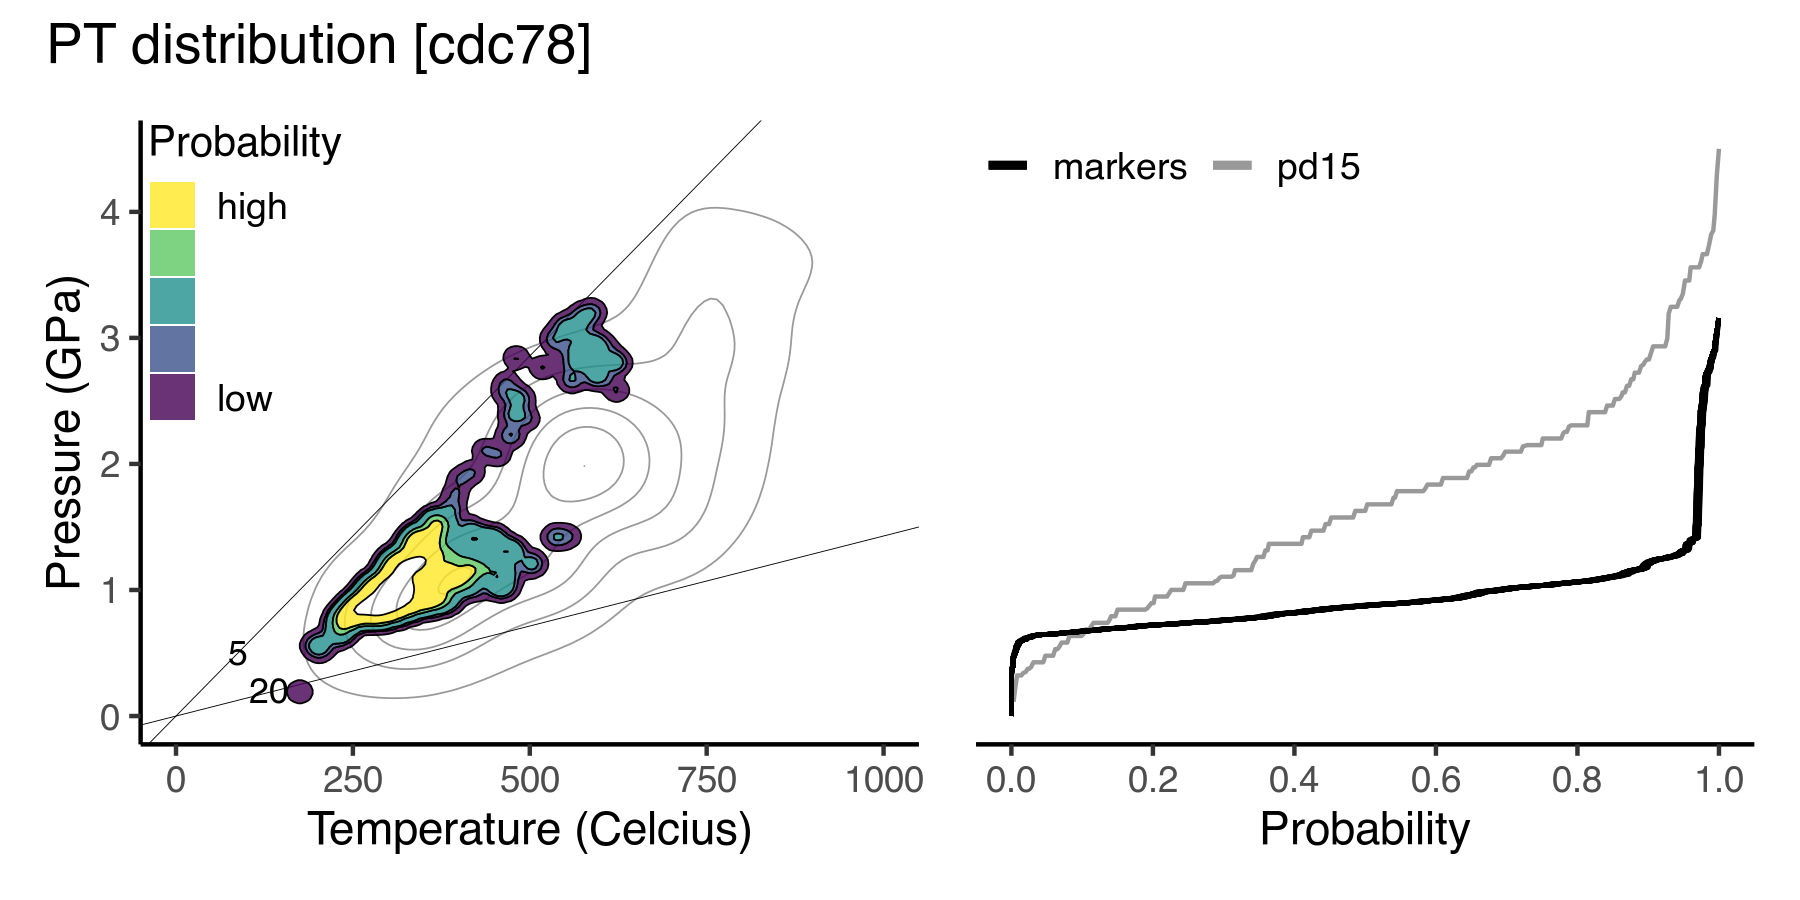 PT distribution [cdc78]
Probability
high
low
Pressure (GPa)
4
3
2
1
0
5
20
0 250 500 750 1000
Temperature (Celcius)
markers pd15
0.0 0.2 0.4 0.6 0.8 1.0
Probability